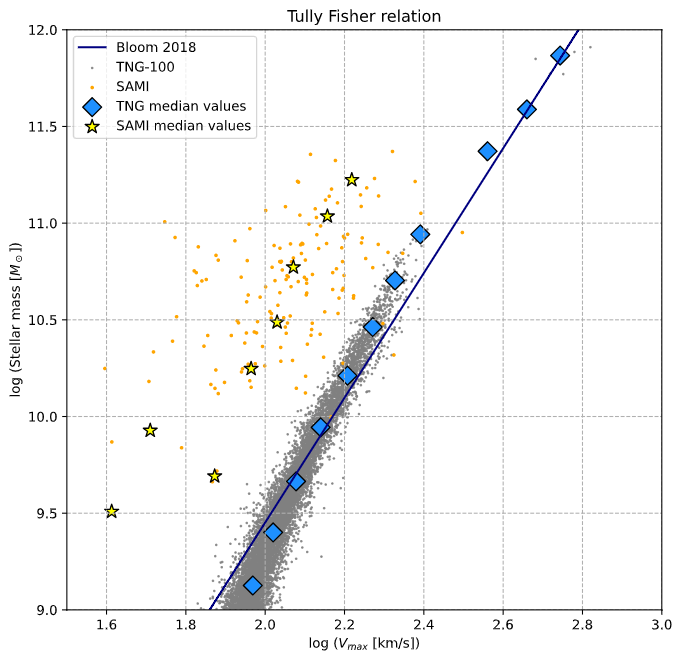 Tully Fisher relation
Bloom 2018
TNG-100
SAMI
TNG median values
SAMI median values
12.0
11.5
11.0
10.5
10.0
9.5
9.0
log (Stellar mass [M⊙])
1.6 1.8 2.0 2.2 2.4 2.6 2.8 3.0
log (Vmax [km/s])